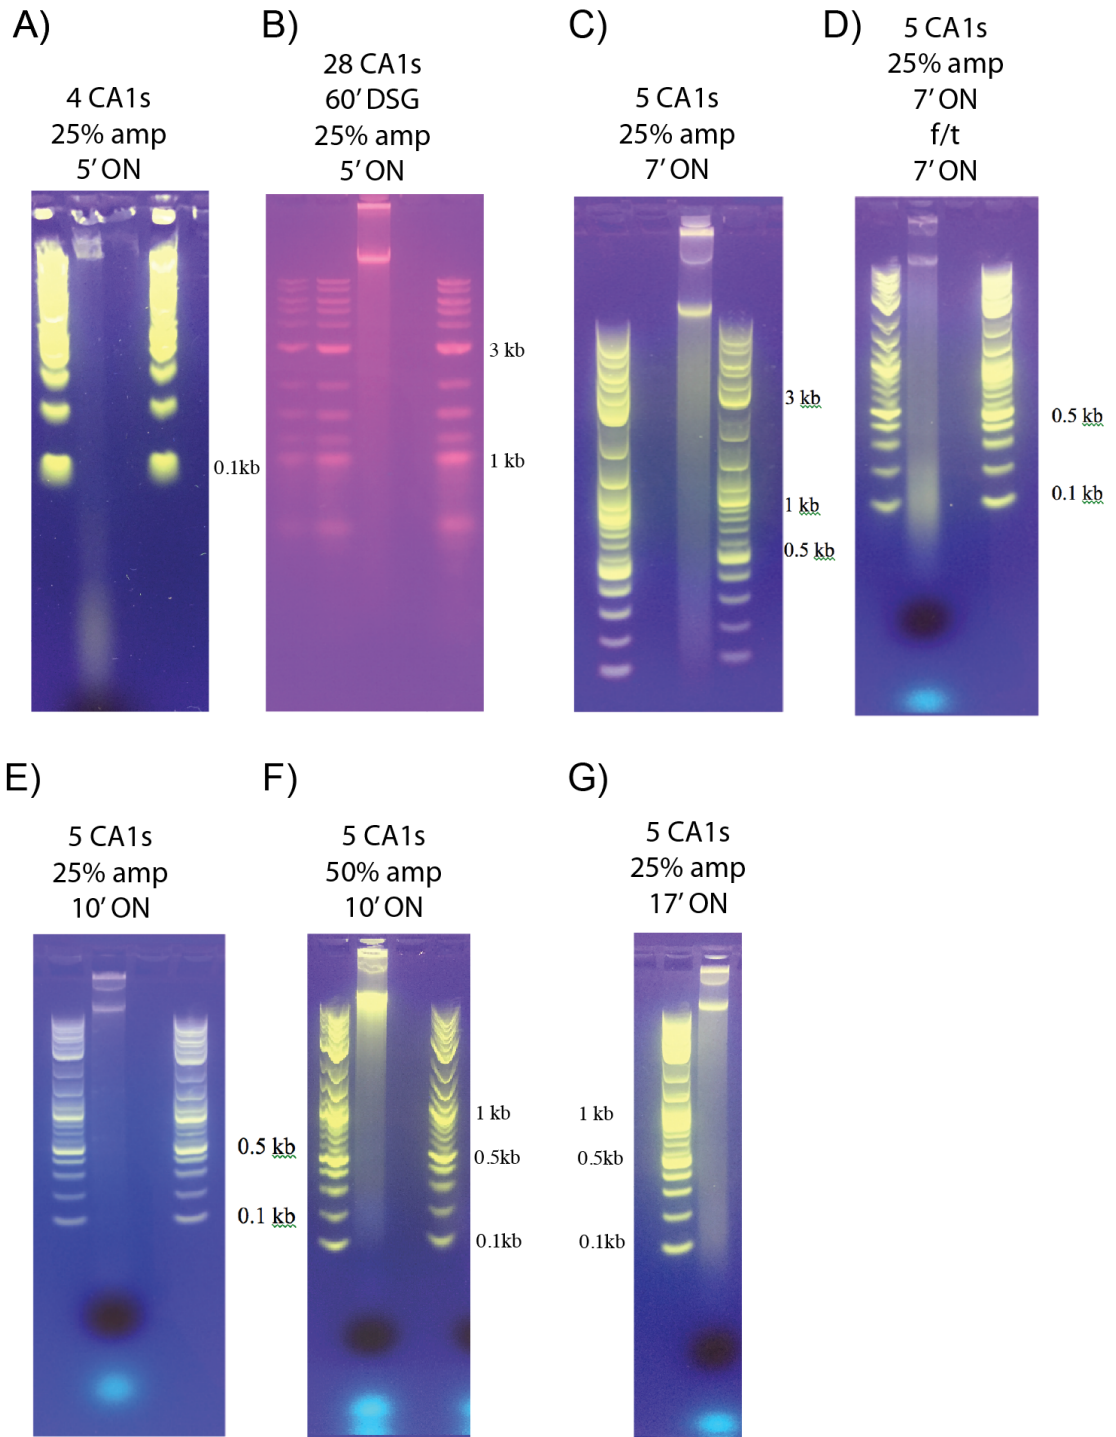 A)
4 CA1s
25% amp
5’ ON
0.1kb
B)
28 CA1s
60’ DSG
25% amp
5’ ON
3 kb
1 kb
C)
5 CA1s
25% amp
7’ ON
3 kb
1 kb
0.5 kb
D)
5 CA1s
25% amp
7’ ON
f/t
7’ ON
0.5 kb
0.1 kb
E)
5 CA1s
25% amp
10’ ON
0.5 kb
0.1 kb
F)
5 CA1s
50% amp
10’ ON
1 kb
0.5kb
0.1kb
G)
5 CA1s
25% amp
17’ ON
1 kb
0.5kb
0.1kb